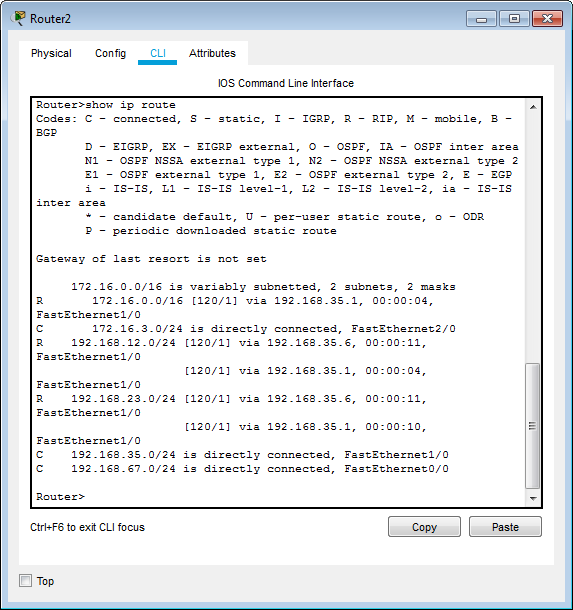 Router2
Physical Config CLI Attributes
IOS Command Line Interface
Router>show ip route
Codes: C - connected, S - static, I - IGRP, R - RIP, M - mobile, B -
BGP
       D - EIGRP, EX - EIGRP external, O - OSPF, IA - OSPF inter area
       N1 - OSPF NSSA external type 1, N2 - OSPF NSSA external type 2
       E1 - OSPF external type 1, E2 - OSPF external type 2, E - EGP
       i - IS-IS, L1 - IS-IS level-1, L2 - IS-IS level-2, ia - IS-IS
inter area
       * - candidate default, U - per-user static route, o - ODR
       P - periodic downloaded static route
Gateway of last resort is not set
     172.16.0.0/16 is variably subnetted, 2 subnets, 2 masks
R       172.16.0.0/16 [120/1] via 192.168.35.1, 00:00:04,
FastEthernet1/0
C       172.16.3.0/24 is directly connected, FastEthernet2/0
R    192.168.12.0/24 [120/1] via 192.168.35.6, 00:00:11,
FastEthernet1/0
                     [120/1] via 192.168.35.1, 00:00:04,
FastEthernet1/0
R    192.168.23.0/24 [120/1] via 192.168.35.6, 00:00:11,
FastEthernet1/0
                     [120/1] via 192.168.35.1, 00:00:10,
FastEthernet1/0
C    192.168.35.0/24 is directly connected, FastEthernet1/0
C    192.168.67.0/24 is directly connected, FastEthernet0/0
Router>
Ctrl+F6 to exit CLI focus Copy Paste
Top